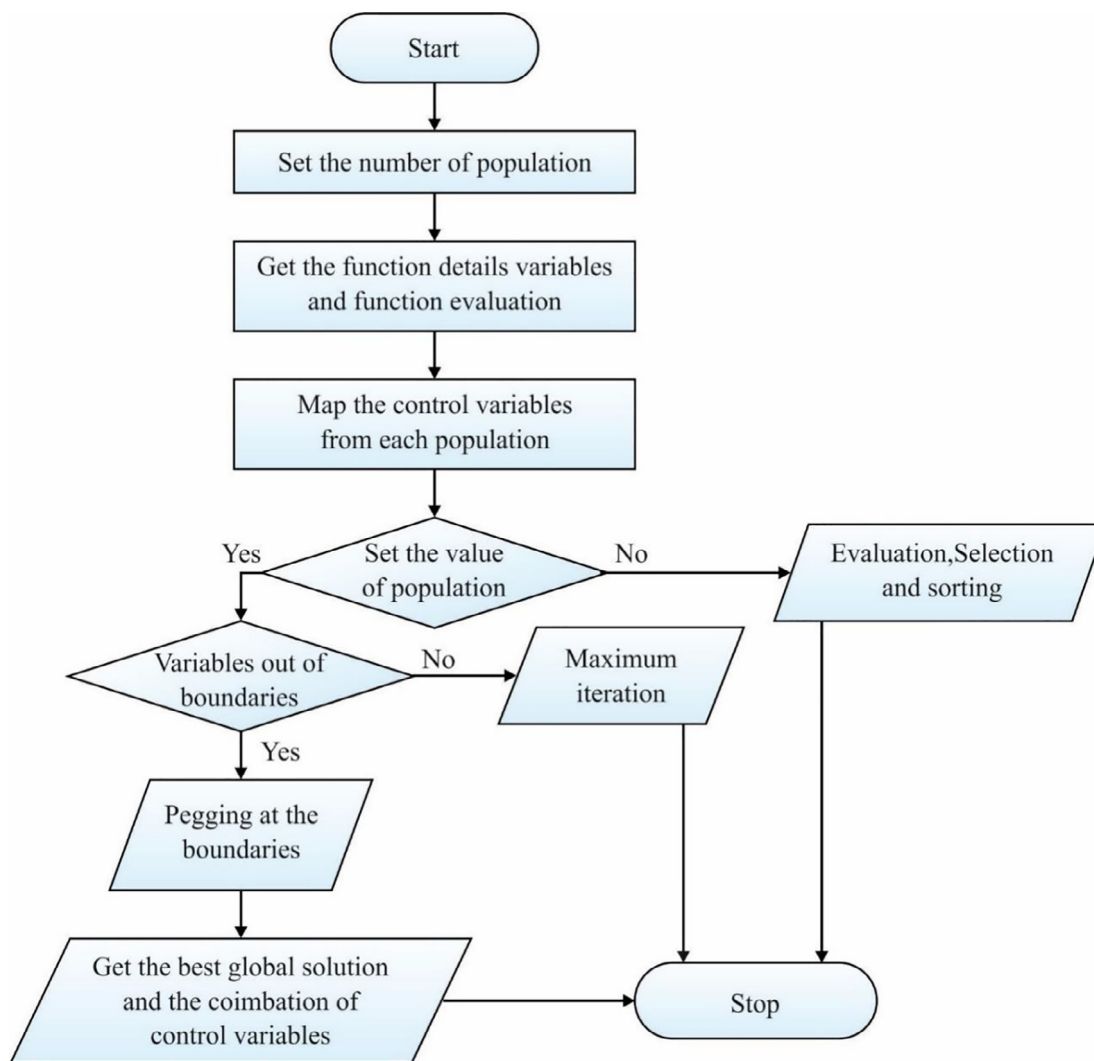 Start
Set the number of population
Get the function details variables
and function evaluation
Map the control variables
from each population
Yes
Set the value
of population
No
Evaluation,Selection
and sorting
Variables out of
boundaries
No
Maximum
iteration
Yes
Pegging at the
boundaries
Get the best global solution
and the coimbation of
control variables
Stop